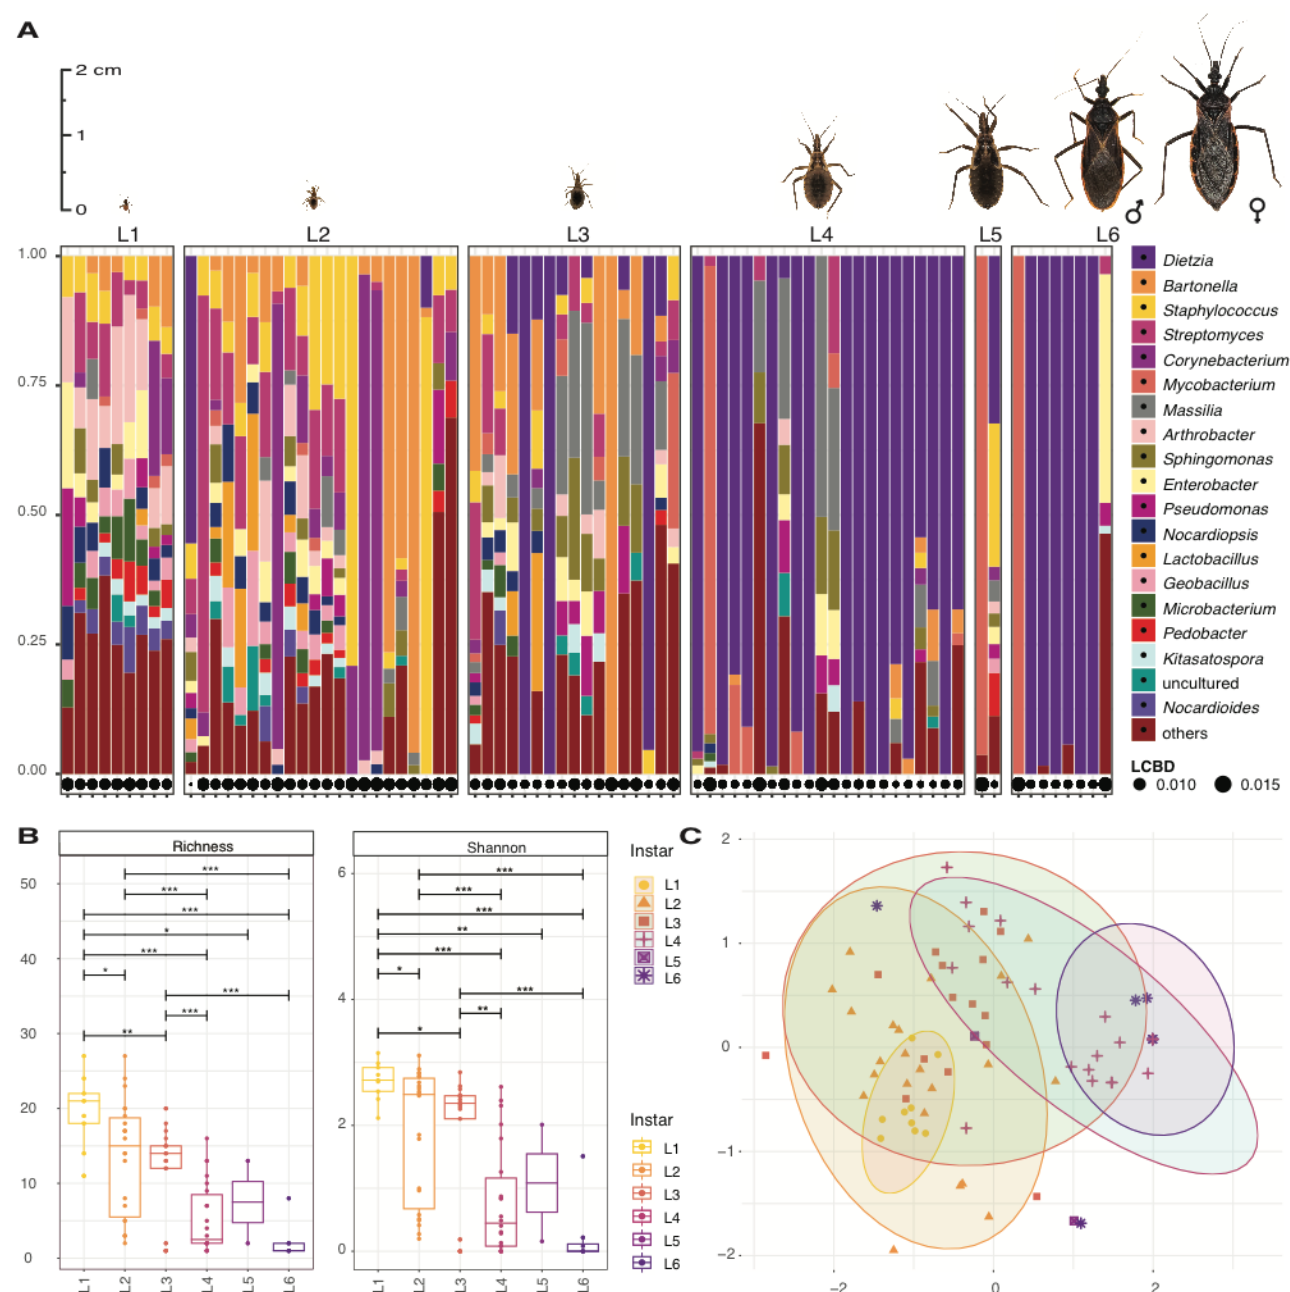 A
2 cm
1
0
♂
♀
L1 L2 L3 L4 L5 L6
1.00
0.75
0.50
0.25
0.00
Dietzia
Bartonella
Staphylococcus
Streptomyces
Corynebacterium
Mycobacterium
Massilia
Arthrobacter
Sphingomonas
Enterobacter
Pseudomonas
Nocardiopsis
Lactobacillus
Geobacillus
Microbacterium
Pedobacter
Kitasatospora
uncultured
Nocardioides
others
LCBD
0.010 0.015
B
Richness
50
40
30
20
10
0
***
***
***
*
***
*
***
***
**
L1 L2 L3 L4 L5 L6
Shannon
6
4
2
0
***
***
***
**
***
*
***
**
*
L1 L2 L3 L4 L5 L6
Instar
L1
L2
L3
L4
L5
L6
Instar
L1
L2
L3
L4
L5
L6
C
2
1
0
−1
−2
−2 0 2